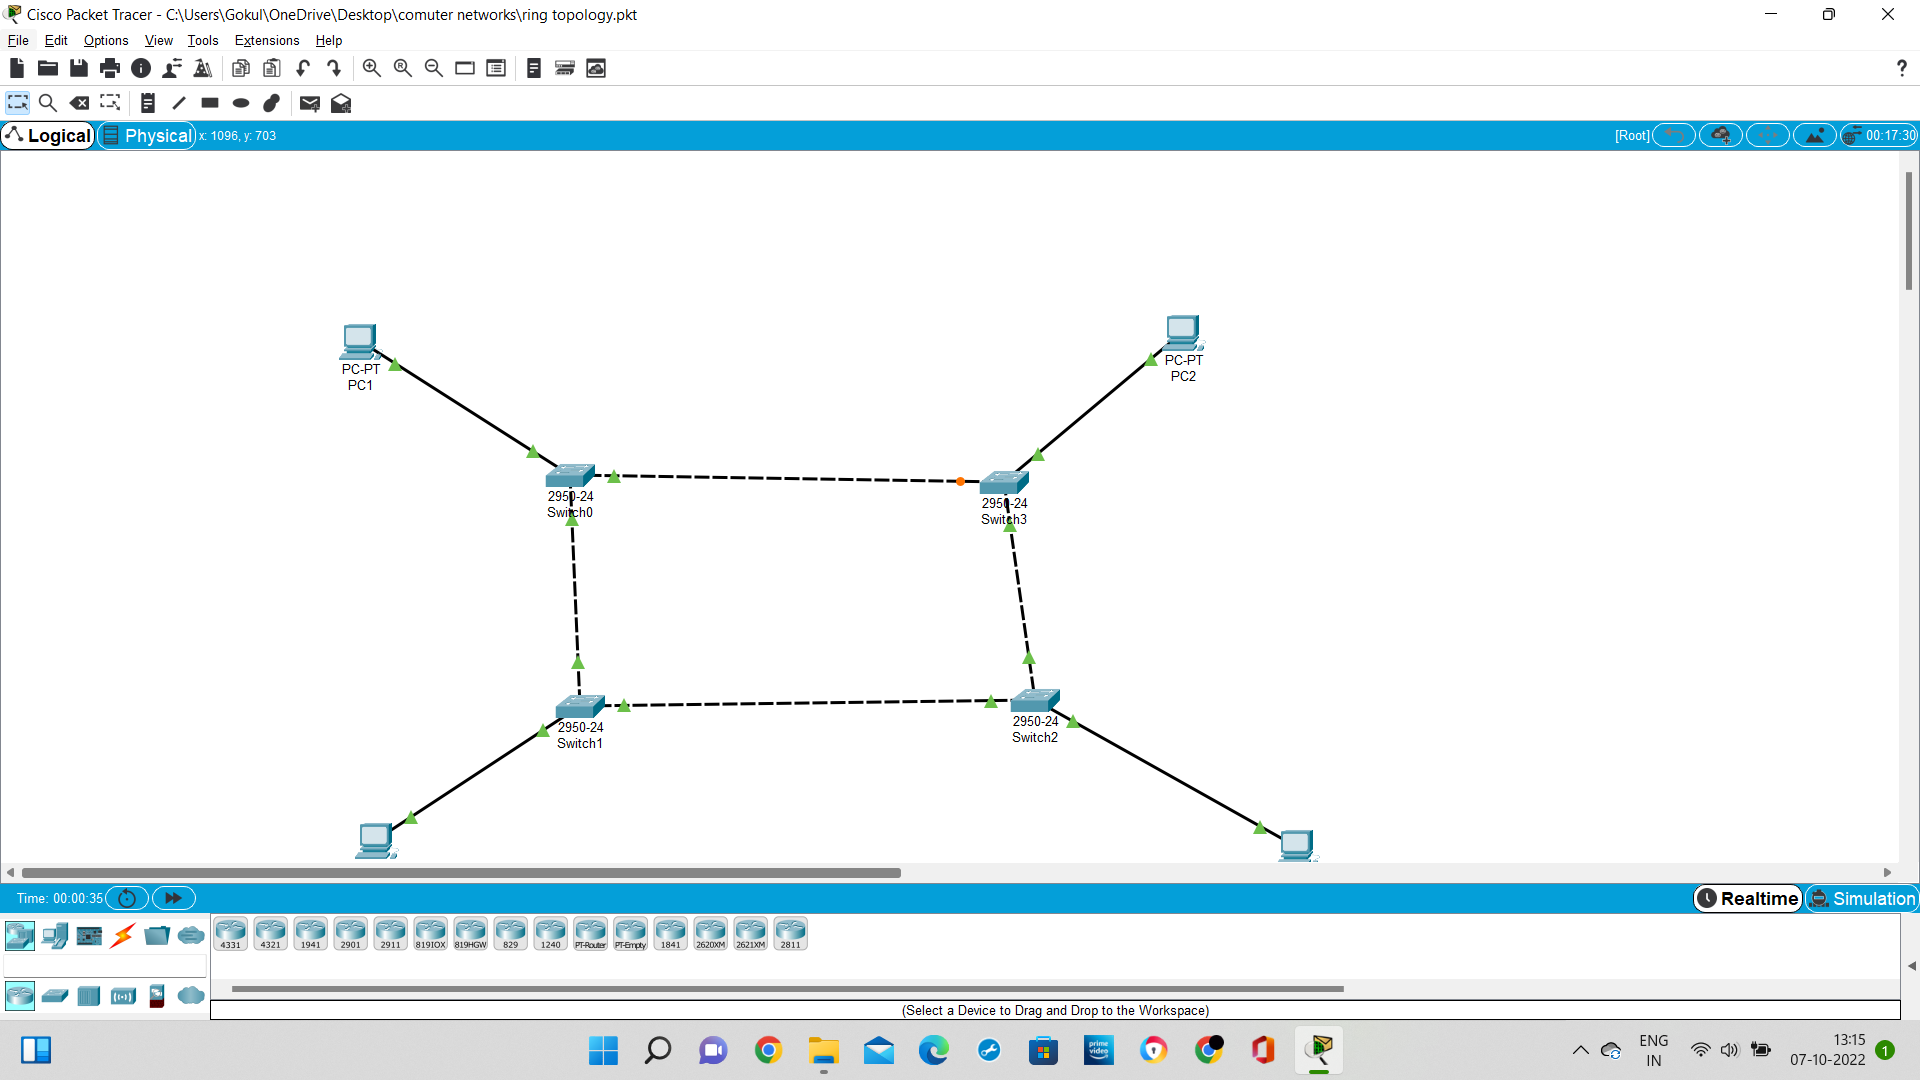 Cisco Packet Tracer - C:\Users\Gokul\OneDrive\Desktop\comuter networks\ring topology.pkt
File Edit Options View Tools Extensions Help
?
Logical Physical x: 1096, y: 703 [Root] 00:17:30
PC-PT
PC1
PC-PT
PC2
2950-24
Switch0
2950-24
Switch3
2950-24
Switch1
2950-24
Switch2
Time: 00:00:35 Realtime Simulation
4331 4321 1941 2901 2911 819IOX 819HGW 829 1240 PT-Router PT-Empty 1841 2620XM 2621XM 2811
(Select a Device to Drag and Drop to the Workspace)
prime video
ENG
IN
13:15
07-10-2022
1